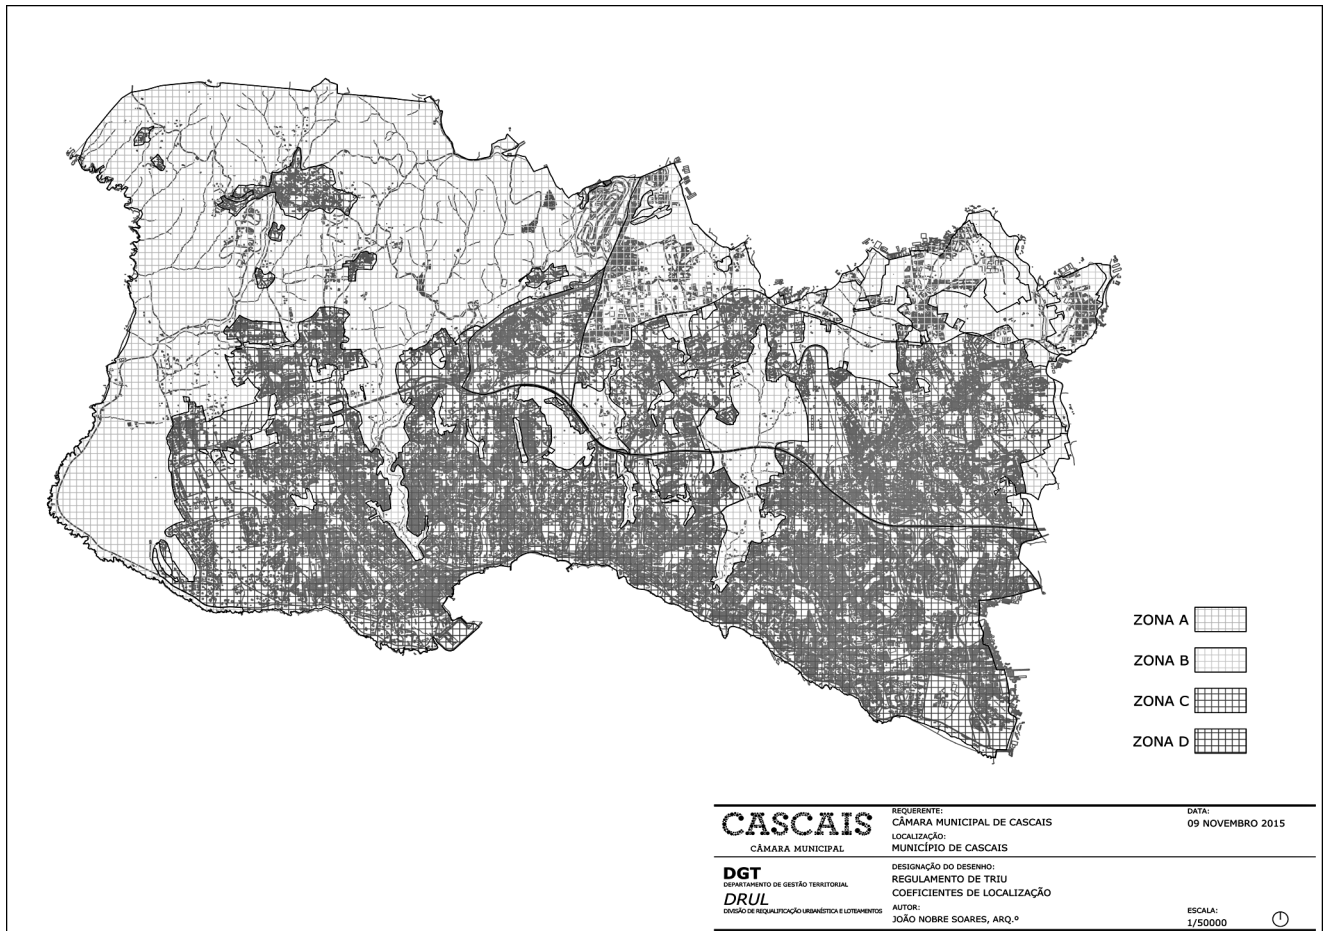 ZONA A
ZONA B
ZONA C
ZONA D
CASCAIS
CÂMARA MUNICIPAL
REQUERENTE:
CÂMARA MUNICIPAL DE CASCAIS
LOCALIZAÇÃO:
MUNICÍPIO DE CASCAIS
DATA:
09 NOVEMBRO 2015
DGT
DEPARTAMENTO DE GESTÃO TERRITORIAL
DRUL
DIVISÃO DE REQUALIFICAÇÃO URBANÍSTICA E LOTEAMENTOS
DESIGNAÇÃO DO DESENHO:
REGULAMENTO DE TRIU
COEFICIENTES DE LOCALIZAÇÃO
AUTOR:
JOÃO NOBRE SOARES, ARQ.º
ESCALA:
1/50000